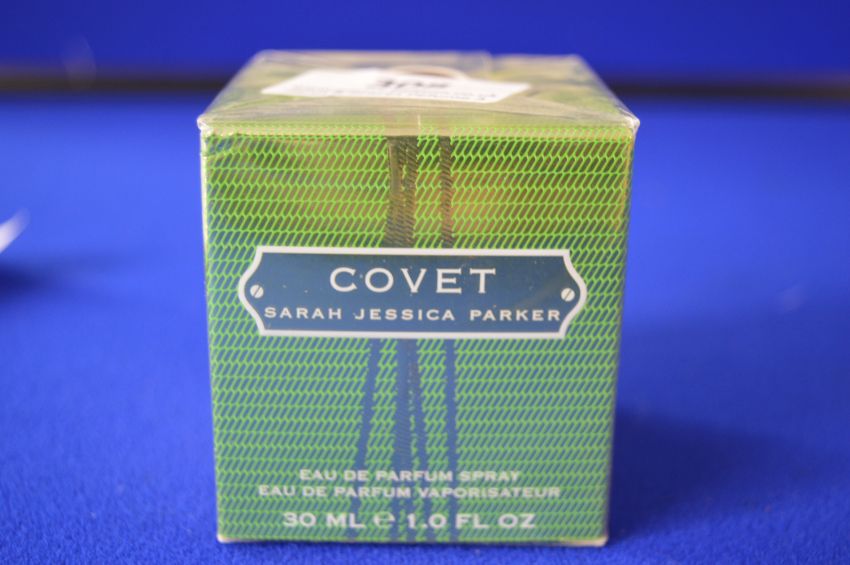 COVET
SARAH JESSICA PARKER
EAU DE PARFUM SPRAY
EAU DE PARFUM VAPORISATEUR
30 ML ℮ 1.0 FL OZ